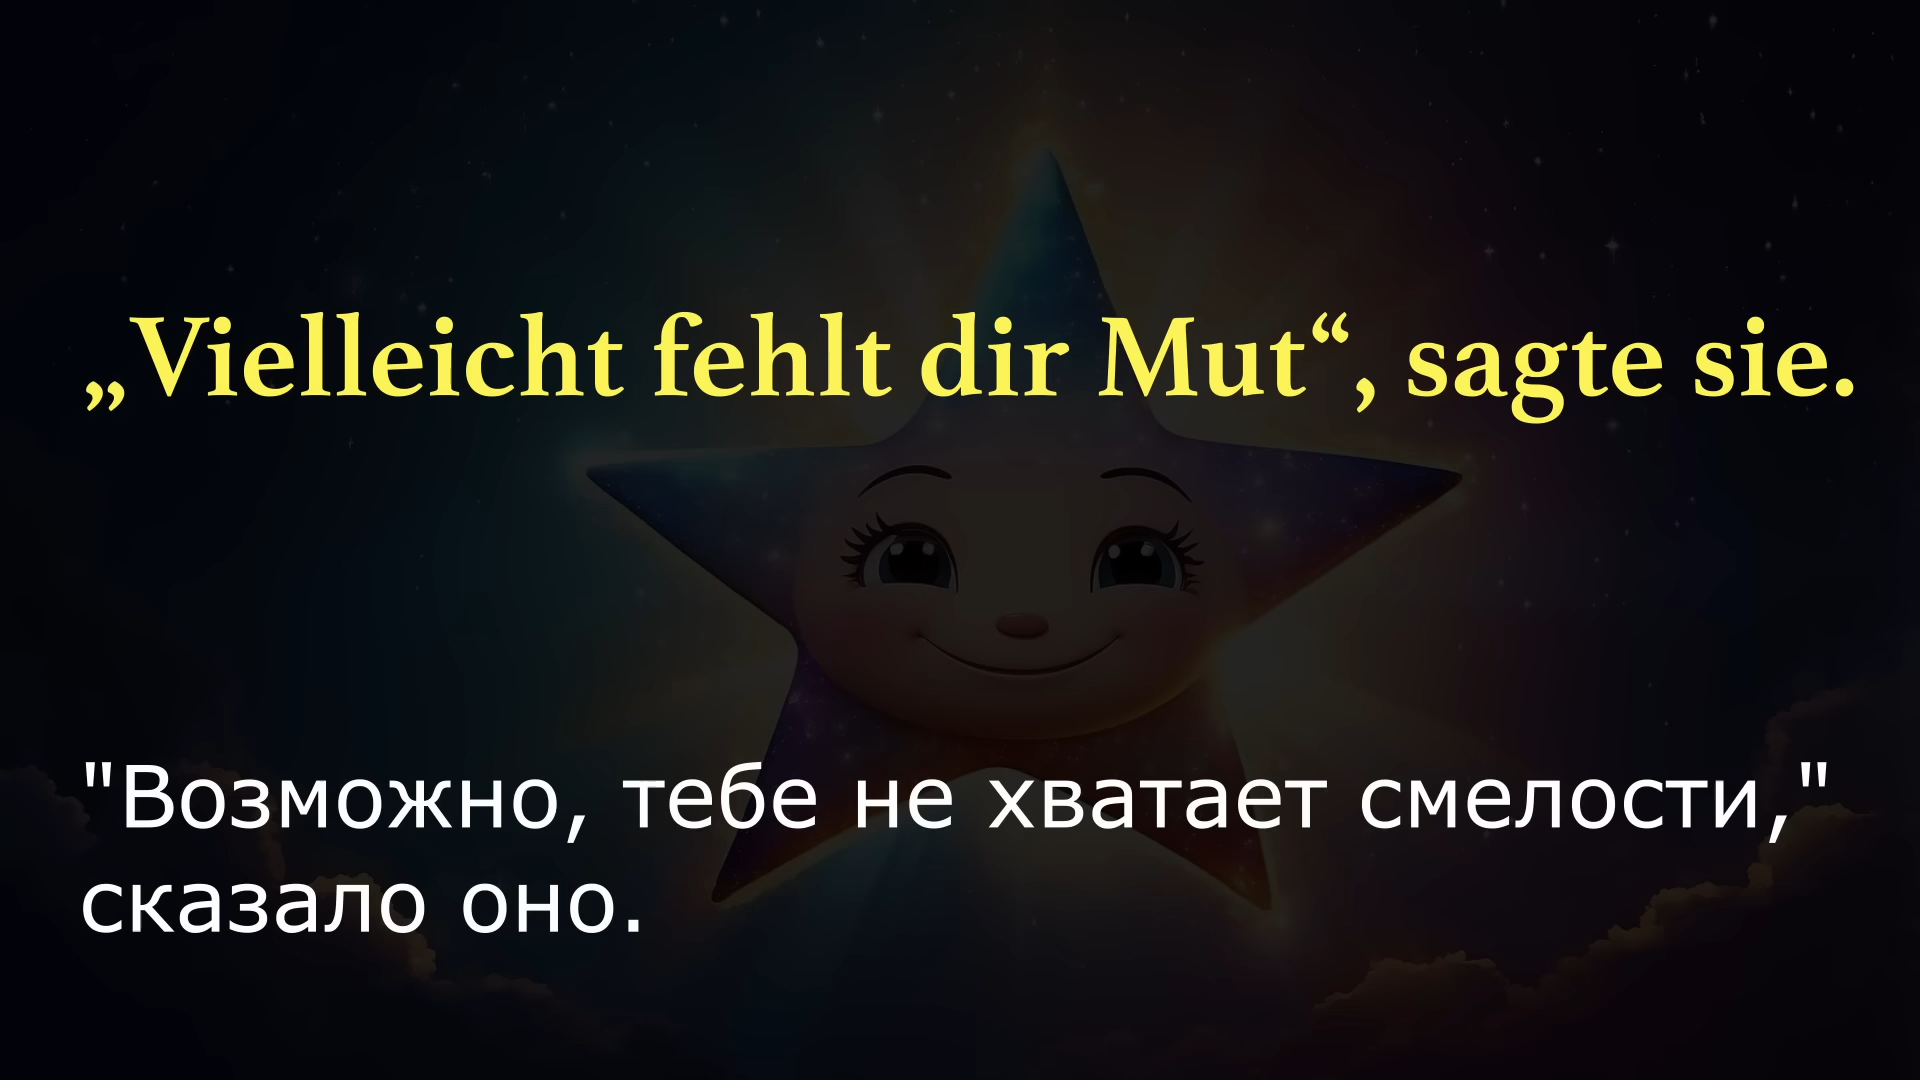 „Vielleicht fehlt dir Mut“, sagte sie.
"Возможно, тебе не хватает смелости,"
сказало оно.